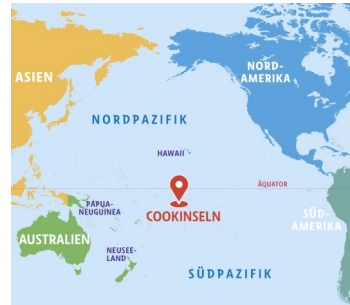 ASIEN
NORD-
AMERIKA
NORDPAZIFIK
HAWAII
ÄQUATOR
PAPUA-
NEUGUINEA
COOKINSELN
SÜD-
AMERIKA
AUSTRALIEN
NEUSEE-
LAND
SÜDPAZIFIK